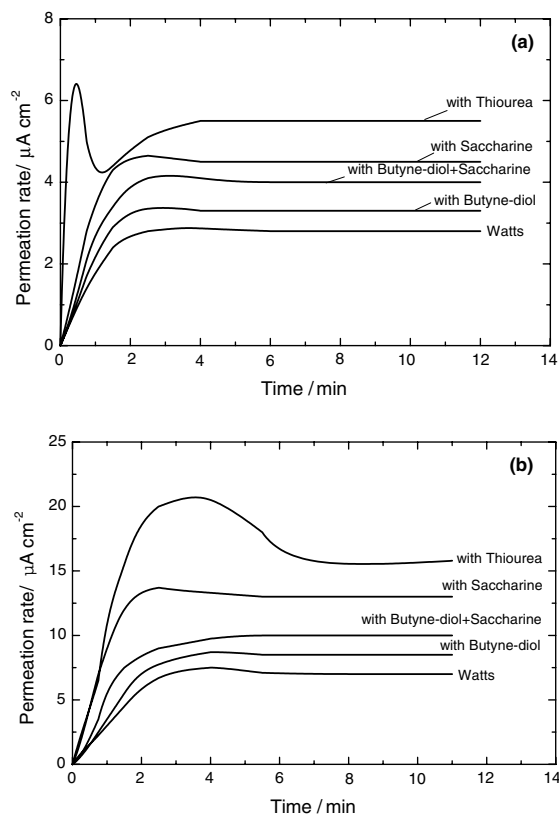 (a)
8
6
4
2
0
Permeation rate/ μA cm⁻²
with Thiourea
with Saccharine
with Butyne-diol+Saccharine
with Butyne-diol
Watts
0 2 4 6 8 10 12 14
Time / min
(b)
25
20
15
10
5
0
Permeation rate/ μA cm⁻²
with Thiourea
with Saccharine
with Butyne-diol+Saccharine
with Butyne-diol
Watts
0 2 4 6 8 10 12 14
Time / min